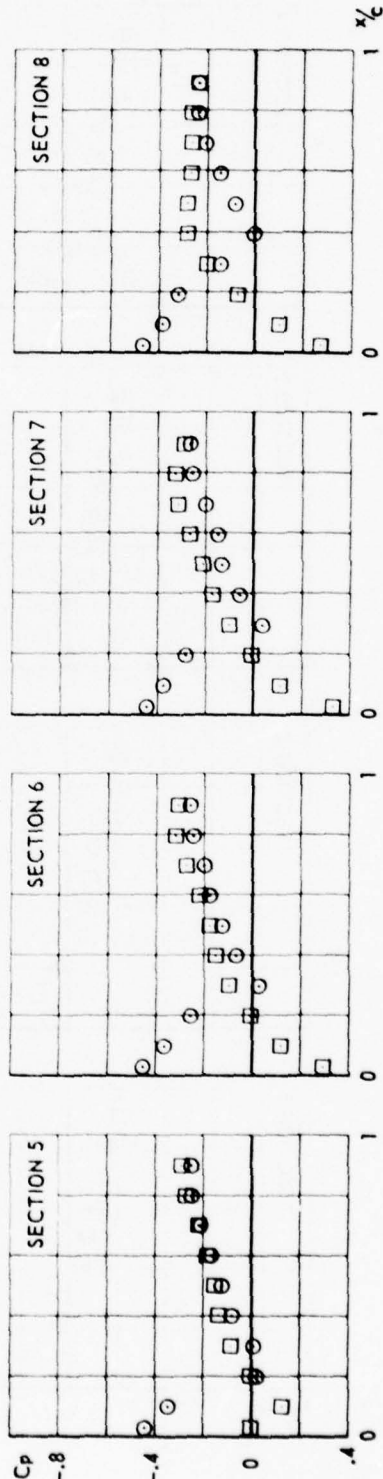 Cp
SECTION 5
SECTION 6
SECTION 7
SECTION 8
-.8
-.4
0
.4
0 1
0 1
0 1
0 1 x/c